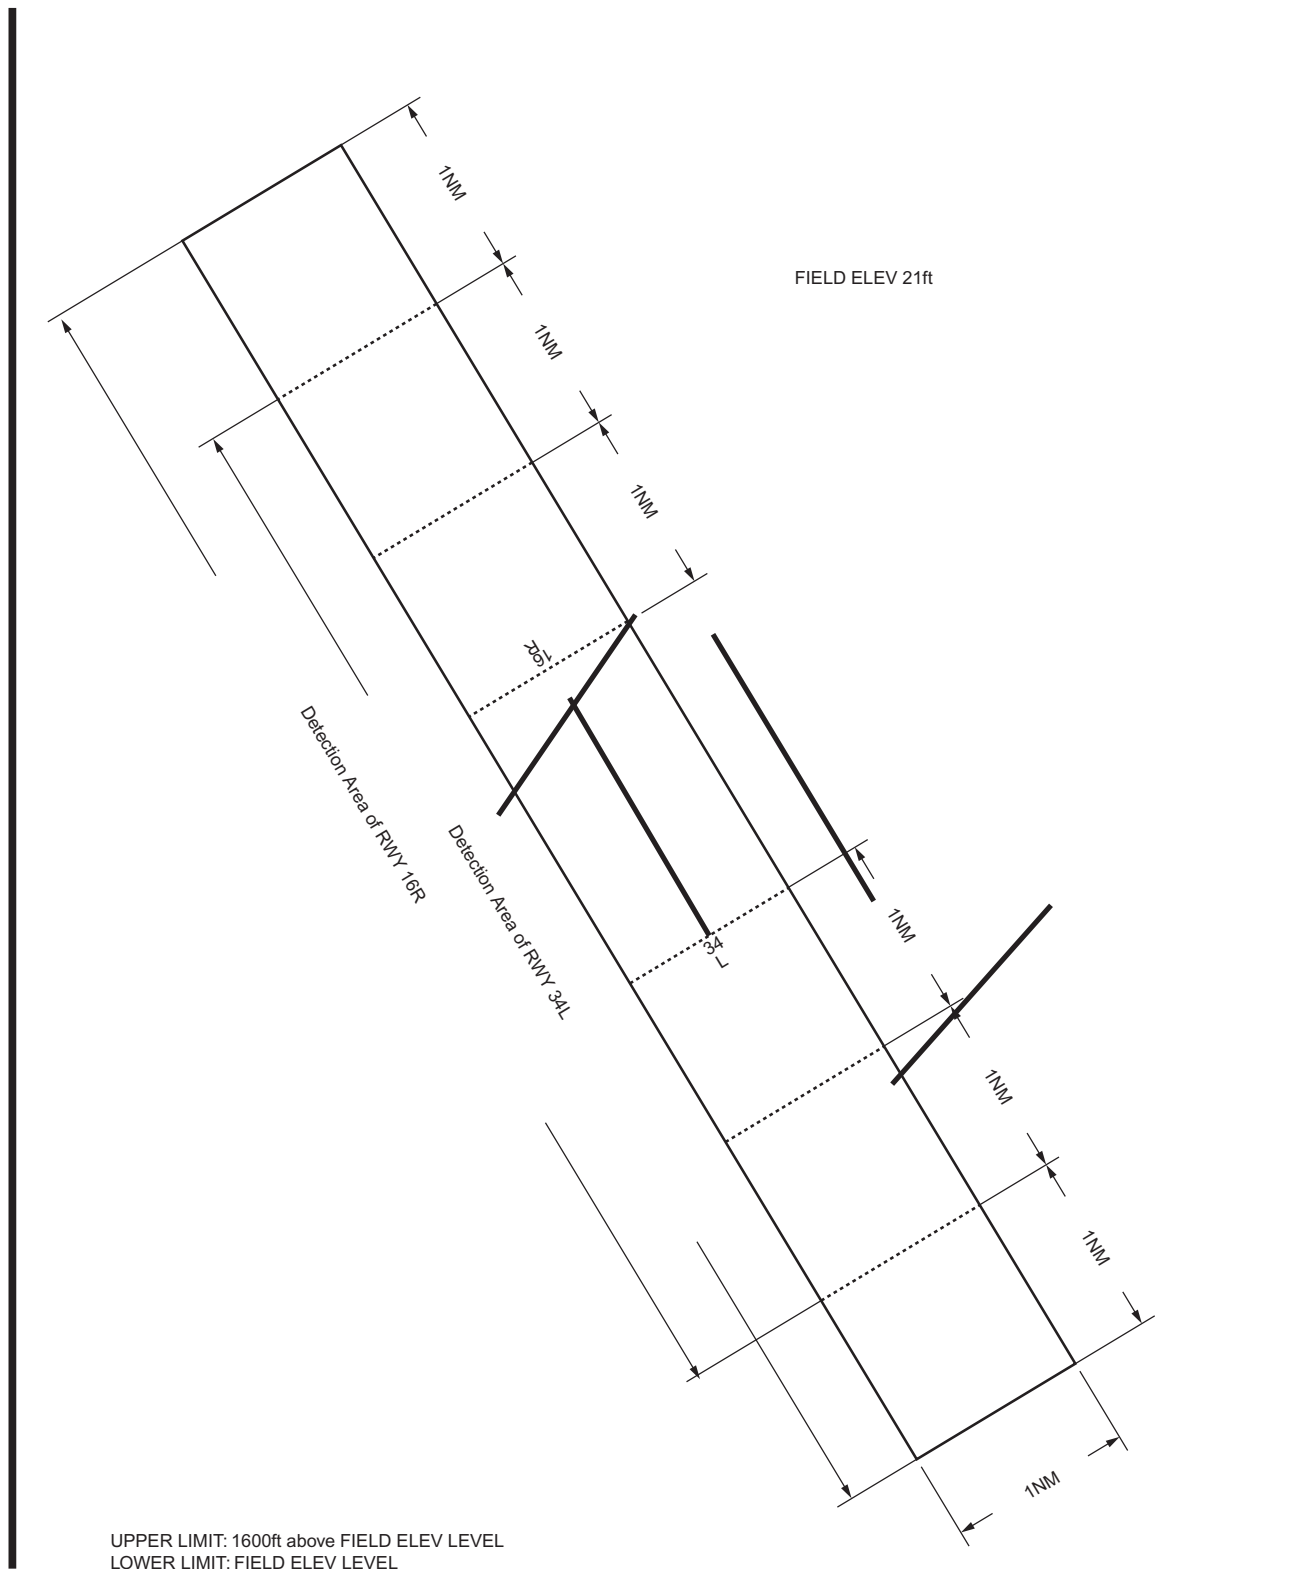 1NM
FIELD ELEV 21ft
1NM
1NM
16R
Detection Area of RWY 16R
Detection Area of RWY 34L
34L
1NM
1NM
1NM
1NM
UPPER LIMIT: 1600ft above FIELD ELEV LEVEL
LOWER LIMIT: FIELD ELEV LEVEL